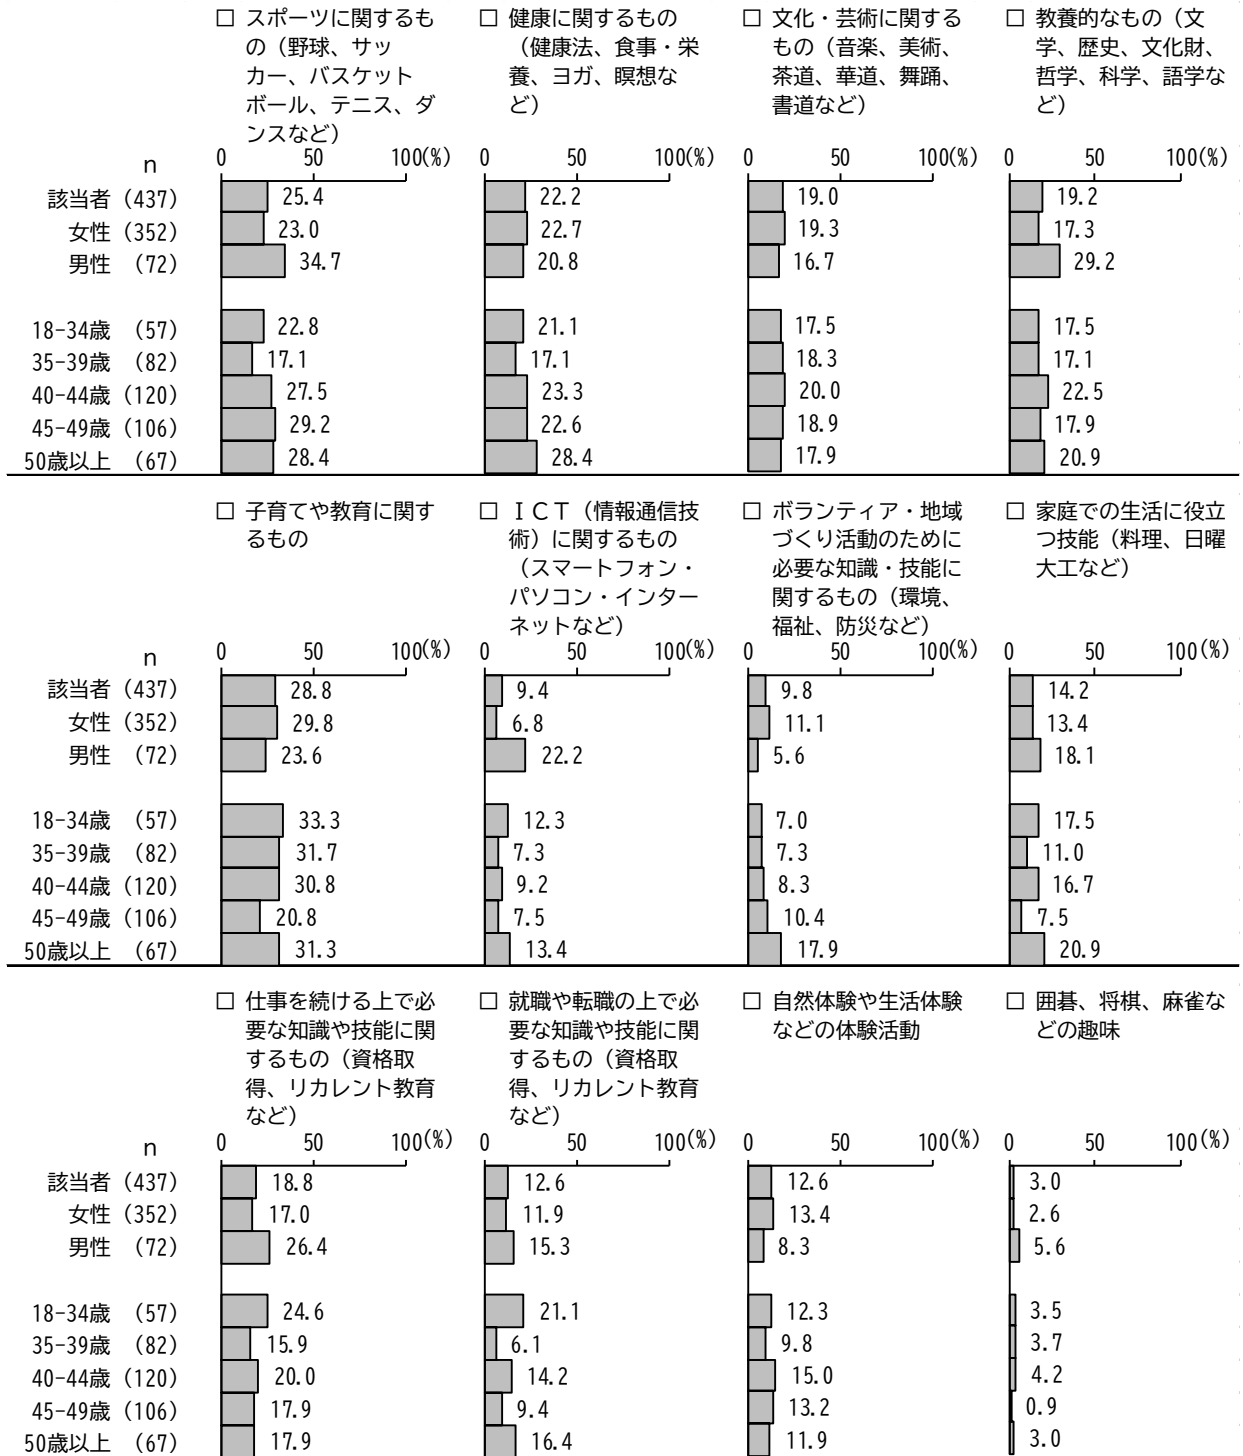 □ スポーツに関するも
の（野球、サッ
カー、バスケット
ボール、テニス、ダ
ンスなど）
□ 健康に関するもの
（健康法、食事・栄
養、ヨガ、瞑想な
ど）
□ 文化・芸術に関する
もの（音楽、美術、
茶道、華道、舞踊、
書道など）
□ 教養的なもの（文
学、歴史、文化財、
哲学、科学、語学な
ど）
n 0 50 100(%) 0 50 100(%) 0 50 100(%) 0 50 100(%)
該当者 (437) 25.4 22.2 19.0 19.2
女性 (352) 23.0 22.7 19.3 17.3
男性 (72) 34.7 20.8 16.7 29.2
18-34歳 (57) 22.8 21.1 17.5 17.5
35-39歳 (82) 17.1 17.1 18.3 17.1
40-44歳 (120) 27.5 23.3 20.0 22.5
45-49歳 (106) 29.2 22.6 18.9 17.9
50歳以上 (67) 28.4 28.4 17.9 20.9
□ 子育てや教育に関す
るもの
□ ＩＣＴ（情報通信技
術）に関するもの
（スマートフォン・
パソコン・インター
ネットなど）
□ ボランティア・地域
づくり活動のために
必要な知識・技能に
関するもの（環境、
福祉、防災など）
□ 家庭での生活に役立
つ技能（料理、日曜
大工など）
n 0 50 100(%) 0 50 100(%) 0 50 100(%) 0 50 100(%)
該当者 (437) 28.8 9.4 9.8 14.2
女性 (352) 29.8 6.8 11.1 13.4
男性 (72) 23.6 22.2 5.6 18.1
18-34歳 (57) 33.3 12.3 7.0 17.5
35-39歳 (82) 31.7 7.3 7.3 11.0
40-44歳 (120) 30.8 9.2 8.3 16.7
45-49歳 (106) 20.8 7.5 10.4 7.5
50歳以上 (67) 31.3 13.4 17.9 20.9
□ 仕事を続ける上で必
要な知識や技能に関
するもの（資格取
得、リカレント教育
など）
□ 就職や転職の上で必
要な知識や技能に関
するもの（資格取
得、リカレント教育
など）
□ 自然体験や生活体験
などの体験活動
□ 囲碁、将棋、麻雀な
どの趣味
n 0 50 100(%) 0 50 100(%) 0 50 100(%) 0 50 100(%)
該当者 (437) 18.8 12.6 12.6 3.0
女性 (352) 17.0 11.9 13.4 2.6
男性 (72) 26.4 15.3 8.3 5.6
18-34歳 (57) 24.6 21.1 12.3 3.5
35-39歳 (82) 15.9 6.1 9.8 3.7
40-44歳 (120) 20.0 14.2 15.0 4.2
45-49歳 (106) 17.9 9.4 13.2 0.9
50歳以上 (67) 17.9 16.4 11.9 3.0